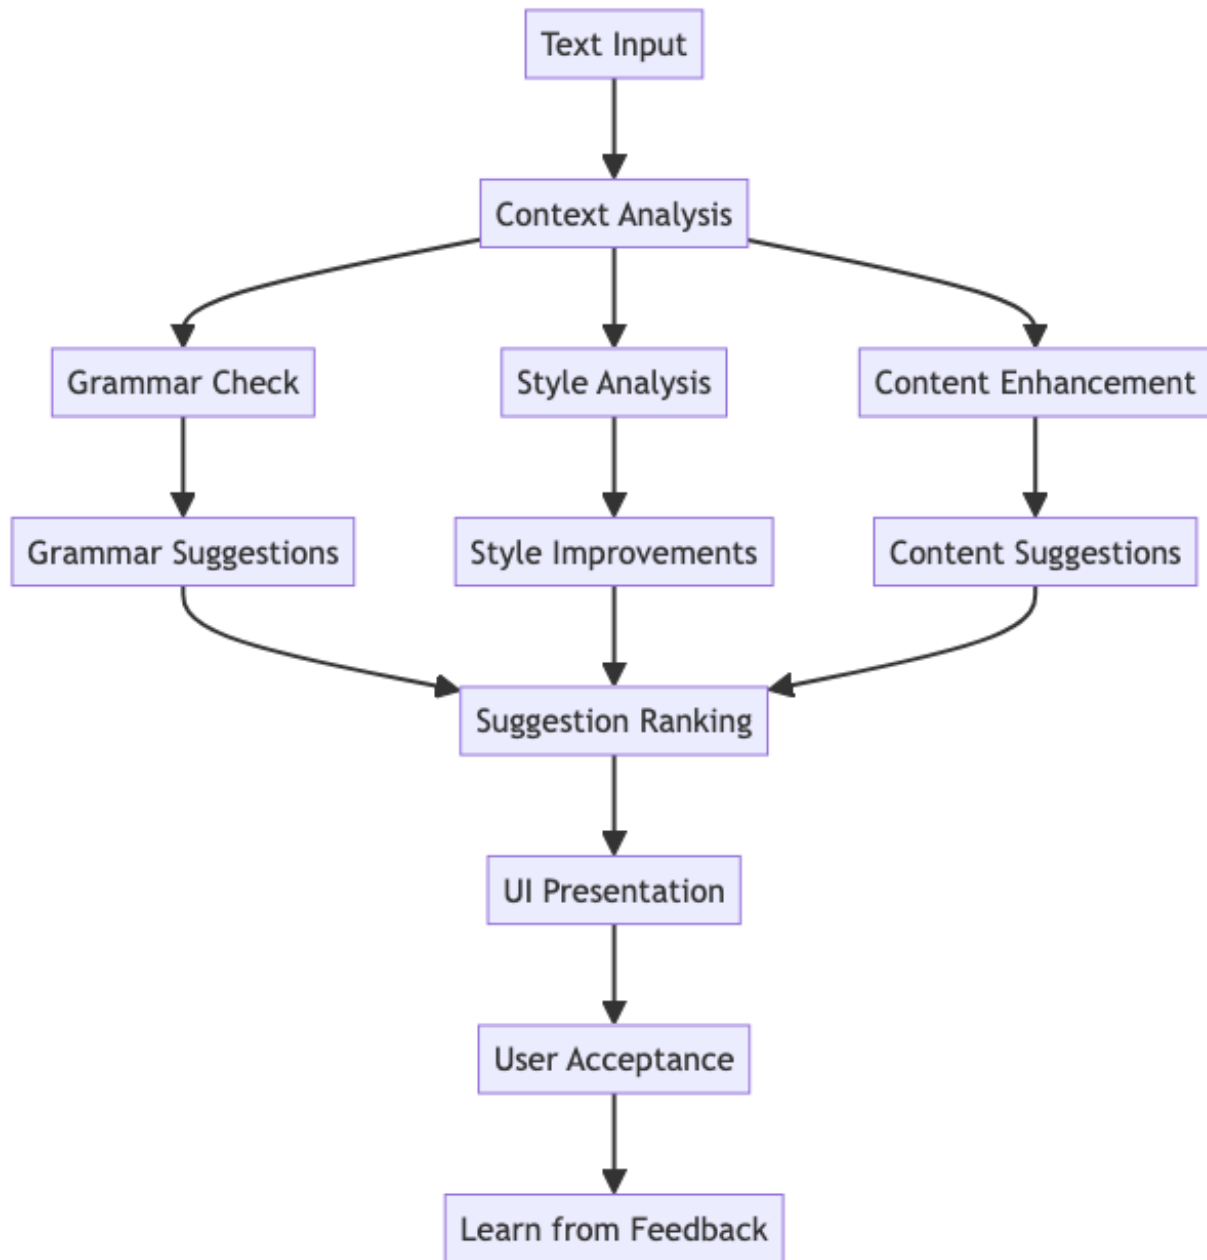 Text Input
Context Analysis
Grammar Check
Style Analysis
Content Enhancement
Grammar Suggestions
Style Improvements
Content Suggestions
Suggestion Ranking
UI Presentation
User Acceptance
Learn from Feedback